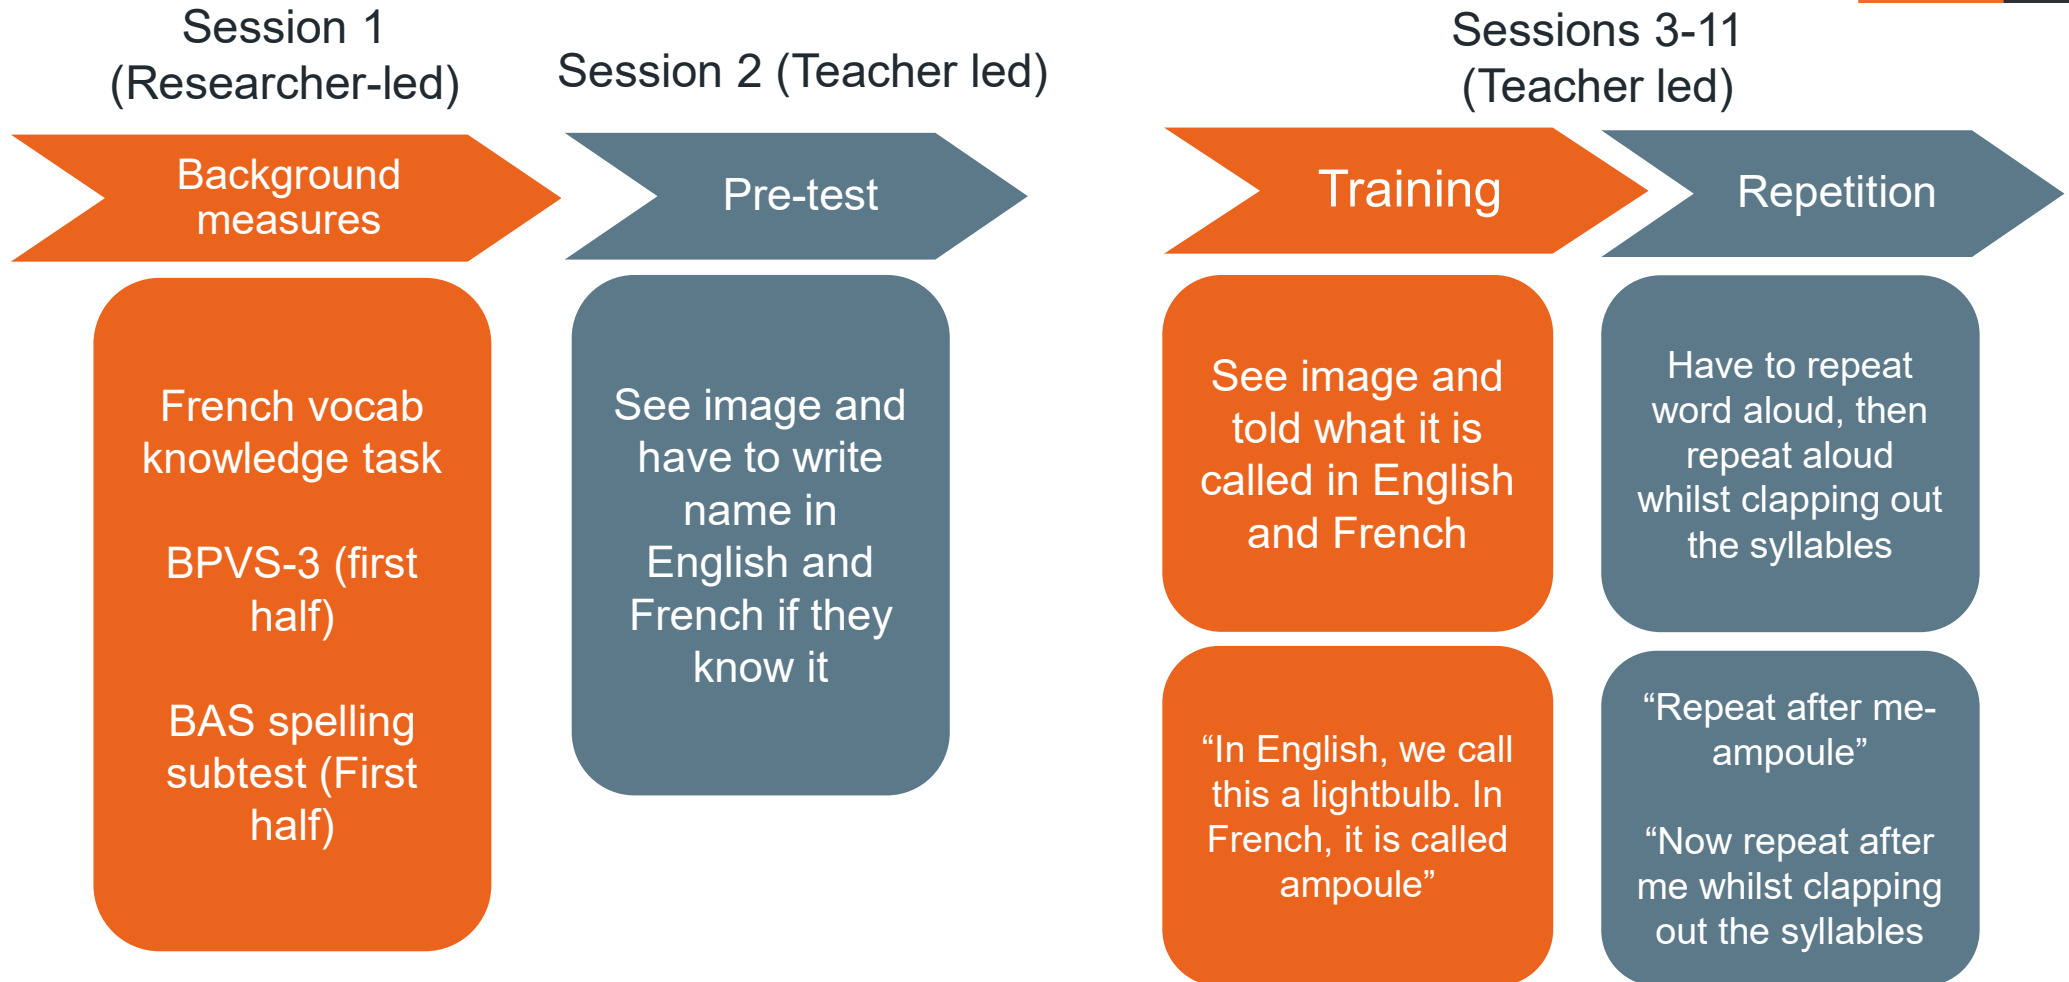 Session 1
(Researcher-led)
Background
measures
French vocab
knowledge task
BPVS-3 (first
half)
BAS spelling
subtest (First
half)
Session 2 (Teacher led)
Pre-test
See image and
have to write
name in
English and
French if they
know it
Sessions 3-11
(Teacher led)
Training
See image and
told what it is
called in English
and French
“In English, we call
this a lightbulb. In
French, it is called
ampoule”
Repetition
Have to repeat
word aloud, then
repeat aloud
whilst clapping out
the syllables
“Repeat after me-
ampoule”
“Now repeat after
me whilst clapping
out the syllables